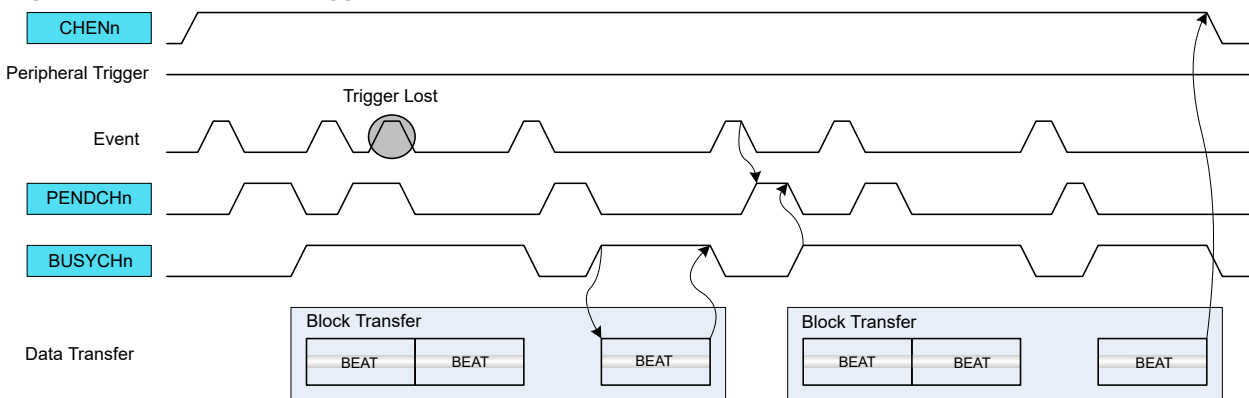 CHENn
Peripheral Trigger
Trigger Lost
Event
PENDCHn
BUSYCHn
Block Transfer
Block Transfer
Data Transfer
BEAT
BEAT
BEAT
BEAT
BEAT
BEAT